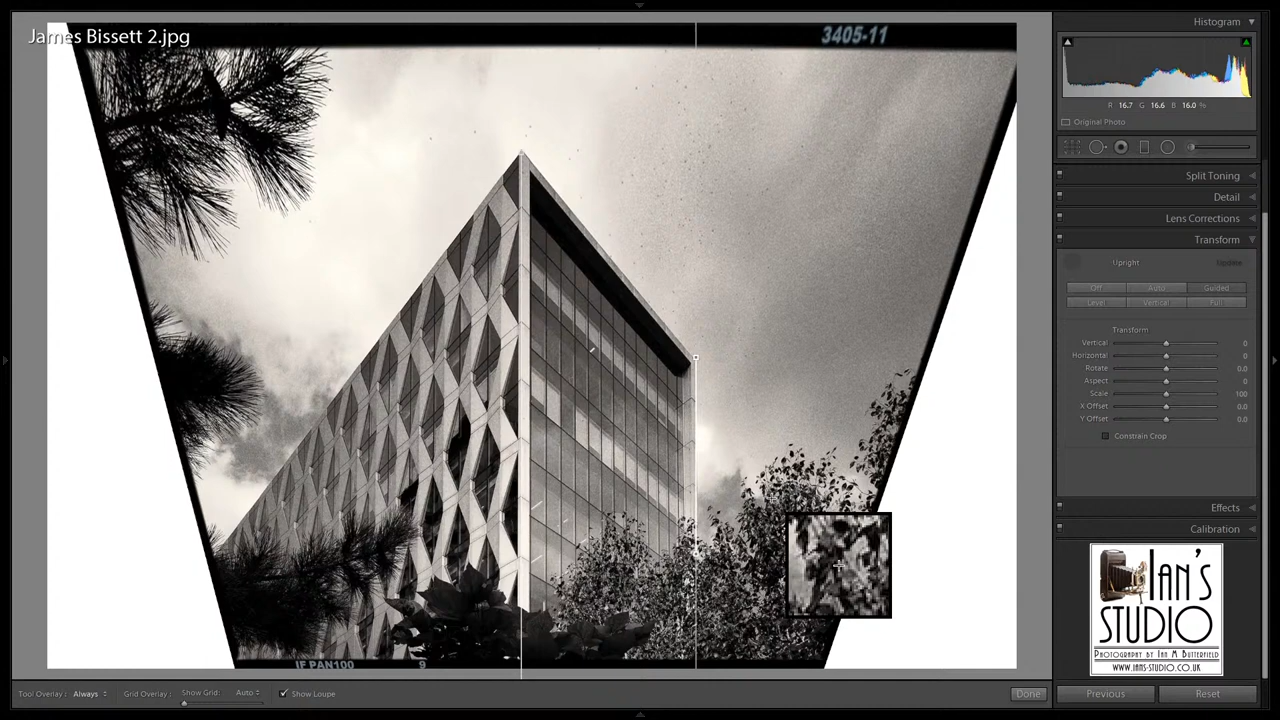 James Bissett 2.jpg
3405-11
IF PAN100 9
Histogram
R 16.7 G 16.6 B 16.0 %
Original Photo
Split Toning
Detail
Lens Corrections
Transform
Upright Update
Off Auto Guided
Level Vertical Full
Transform
Vertical 0
Horizontal 0
Rotate 0.0
Aspect 0
Scale 100
X Offset 0.0
Y Offset 0.0
Constrain Crop
Effects
Calibration
IAN'S
STUDIO
PHOTOGRAPHY BY IAN M BUTTERFIELD
WWW.IANS-STUDIO.CO.UK
Tool Overlay: Always Grid Overlay: Show Grid: Auto Show Loupe Done
Previous Reset